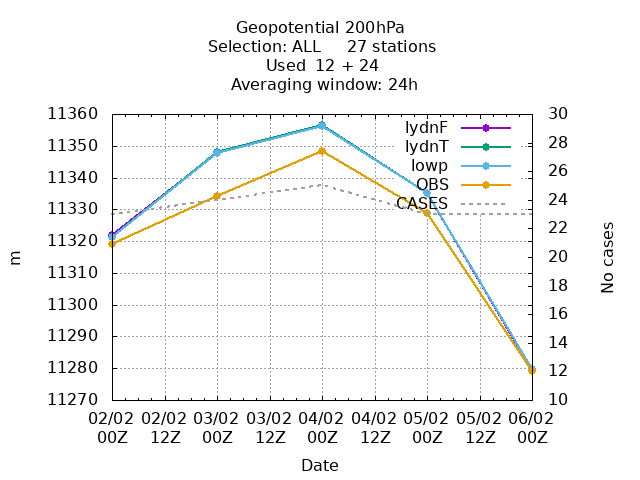 Geopotential 200hPa
Selection: ALL     27 stations
Used  12 + 24
Averaging window: 24h
11360
11350
11340
11330
11320
11310
11300
11290
11280
11270
m
30
28
26
24
22
20
18
16
14
12
10
No cases
lydnF
lydnT
lowp
OBS
CASES
02/02 02/02 03/02 03/02 04/02 04/02 05/02 05/02 06/02
00Z 12Z 00Z 12Z 00Z 12Z 00Z 12Z 00Z
Date